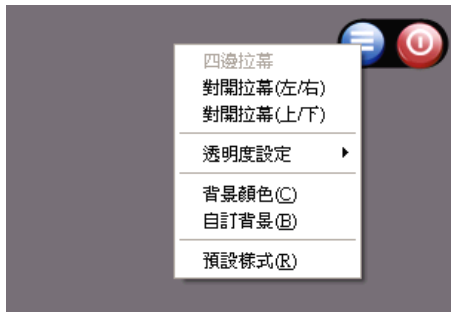 四邊拉幕
對開拉幕(左/右)
對開拉幕(上/下)
透明度設定
背景顏色(C)
自訂背景(B)
預設樣式(R)